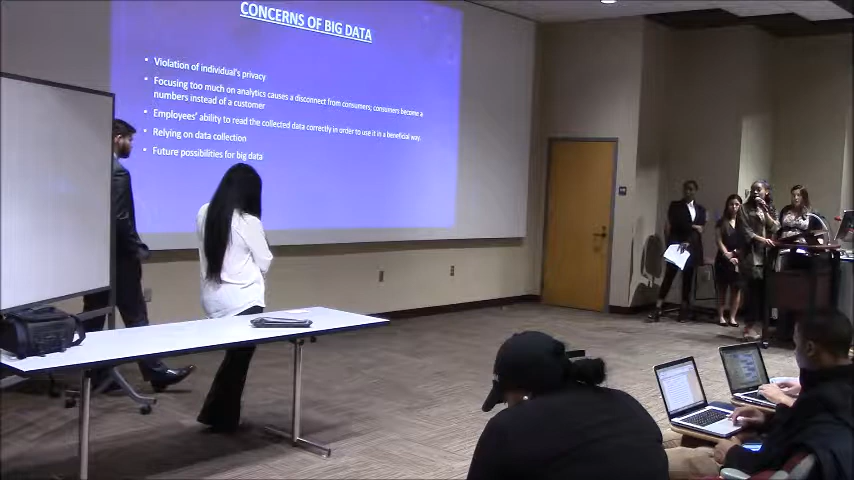 CONCERNS OF BIG DATA
• Violation of individual's privacy
• Focusing too much on analytics causes a disconnect from consumers; consumers become a
numbers instead of a customer
• Employees' ability to read the collected data correctly in order to use it in a beneficial way.
• Relying on data collection
• Future possibilities for big data